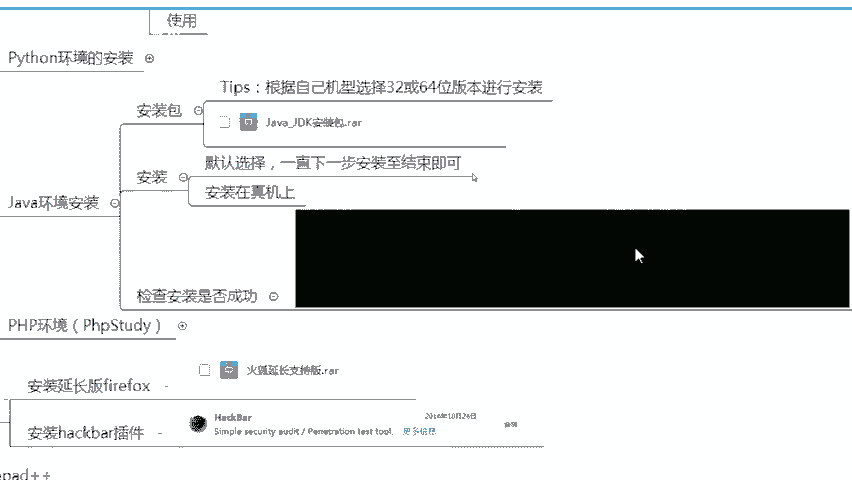 使用
Python环境的安装
Tips：根据自己机型选择32或64位版本进行安装
安装包
Java_JDK安装包.rar
默认选择，一直下一步安装至结束即可
安装
安装在真机上
Java环境安装
检查安装是否成功
PHP环境（PhpStudy）
火狐延长支持版.rar
安装延长版firefox
HackBar
2016年10月26日
安装hackbar插件
Simple security audit / Penetration test tool. 更多信息
epad++